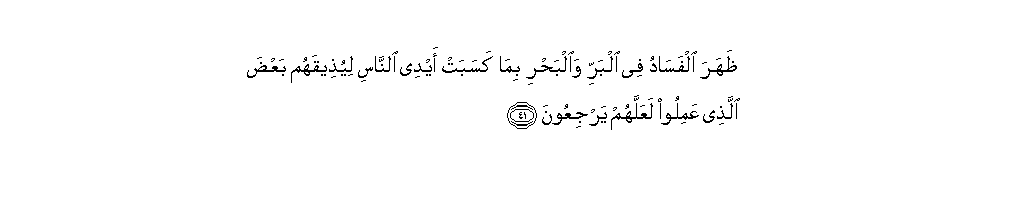 ظَهَرَ ٱلْفَسَادُ فِى ٱلْبَرِّ وَٱلْبَحْرِ بِمَا كَسَبَتْ أَيْدِى ٱلنَّاسِ لِيُذِيقَهُم بَعْضَ
ٱلَّذِى عَمِلُوا۟ لَعَلَّهُمْ يَرْجِعُونَ ٤١